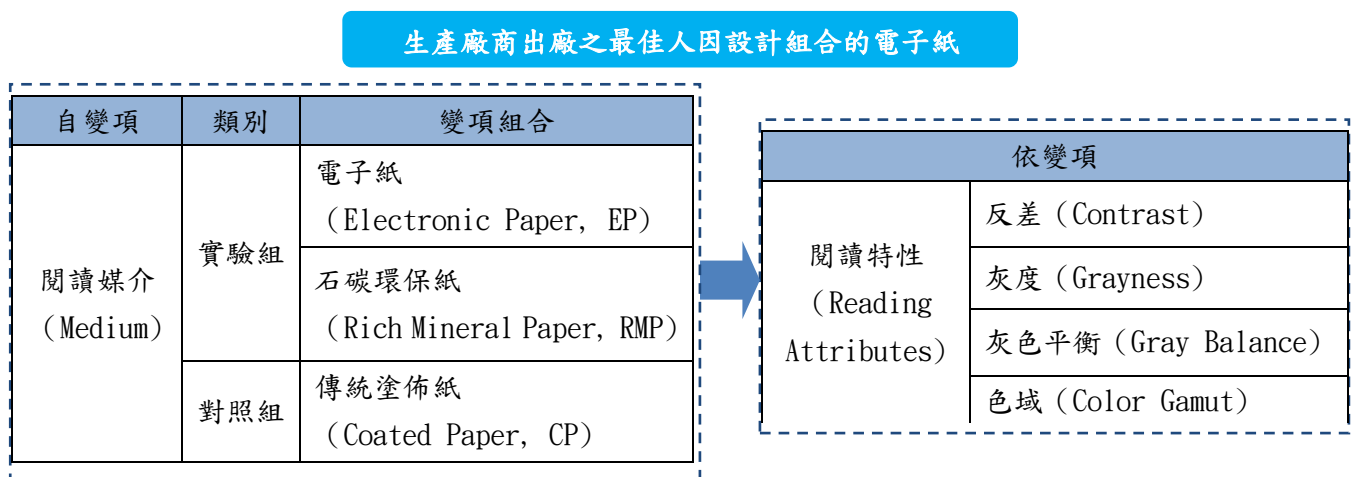 生產廠商出廠之最佳人因設計組合的電子紙
自變項 類別 變項組合
閱讀媒介
（Medium）
實驗組
電子紙
（Electronic Paper, EP）
石碳環保紙
（Rich Mineral Paper, RMP）
對照組
傳統塗佈紙
（Coated Paper, CP）
依變項
閱讀特性
（Reading
Attributes）
反差（Contrast）
灰度（Grayness）
灰色平衡（Gray Balance）
色域（Color Gamut）